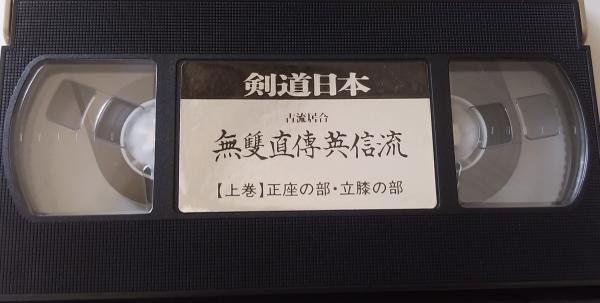 剣道日本
古流居合
無雙直傳英信流
【上巻】正座の部・立膝の部